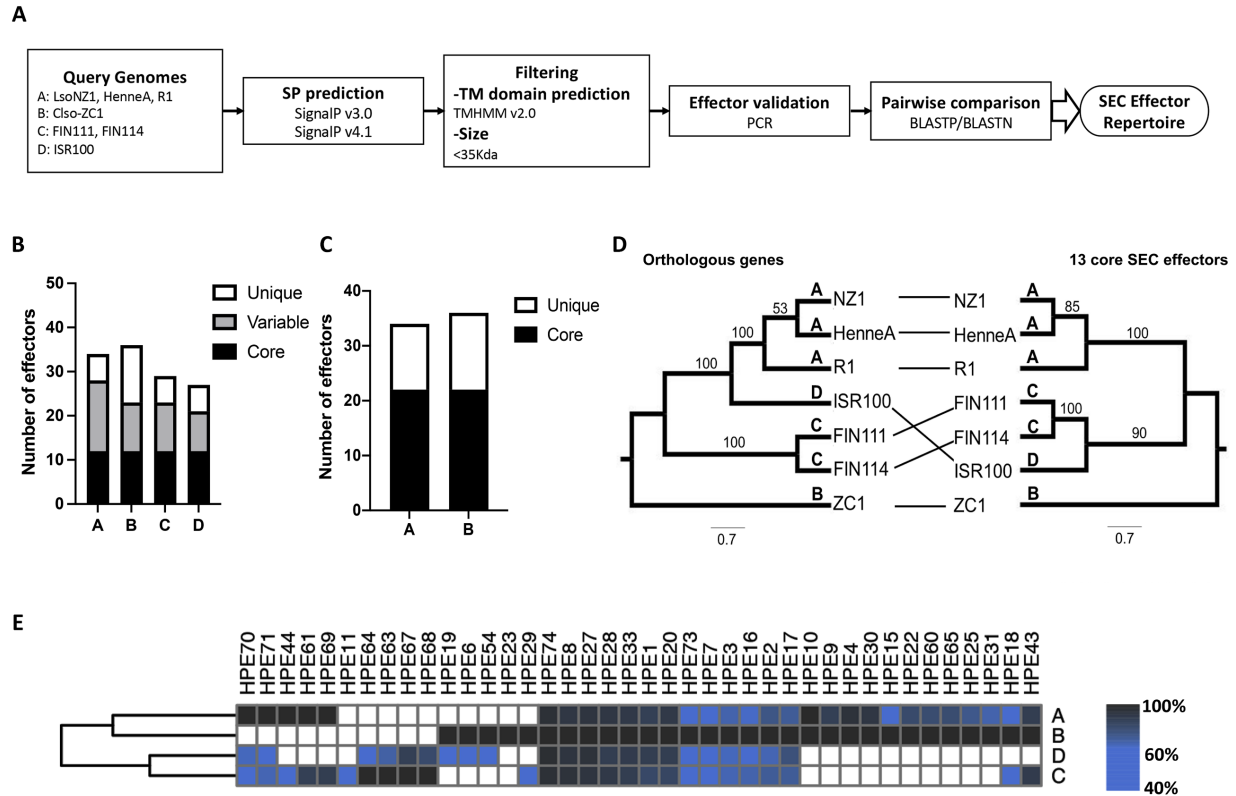 A
Query Genomes
A: LsoNZ1, HenneA, R1
B: Clso-ZC1
C: FIN111, FIN114
D: ISR100
SP prediction
SignalP v3.0
SignalP v4.1
Filtering
-TM domain prediction
TMHMM v2.0
-Size
<35Kda
Effector validation
PCR
Pairwise comparison
BLASTP/BLASTN
SEC Effector
Repertoire
B
Number of effectors
50
40
30
20
10
0
A B C D
Unique
Variable
Core
C
Number of effectors
40
30
20
10
0
A B
Unique
Core
D
Orthologous genes
13 core SEC effectors
A NZ1 NZ1 A
53 85
A HenneA HenneA A
100 100
A R1 R1 A
100
D ISR100 FIN111 C
100
C FIN111 FIN114 C
100 90
C FIN114 ISR100 D
B ZC1 ZC1 B
0.7 0.7
E
HPE70 HPE71 HPE44 HPE61 HPE69 HPE11 HPE64 HPE63 HPE67 HPE68 HPE19 HPE6 HPE54 HPE23 HPE29 HPE74 HPE8 HPE27 HPE28 HPE33 HPE1 HPE20 HPE73 HPE7 HPE3 HPE16 HPE2 HPE17 HPE10 HPE9 HPE4 HPE30 HPE15 HPE22 HPE60 HPE65 HPE25 HPE31 HPE18 HPE43
A
B
D
C
100%
60%
40%